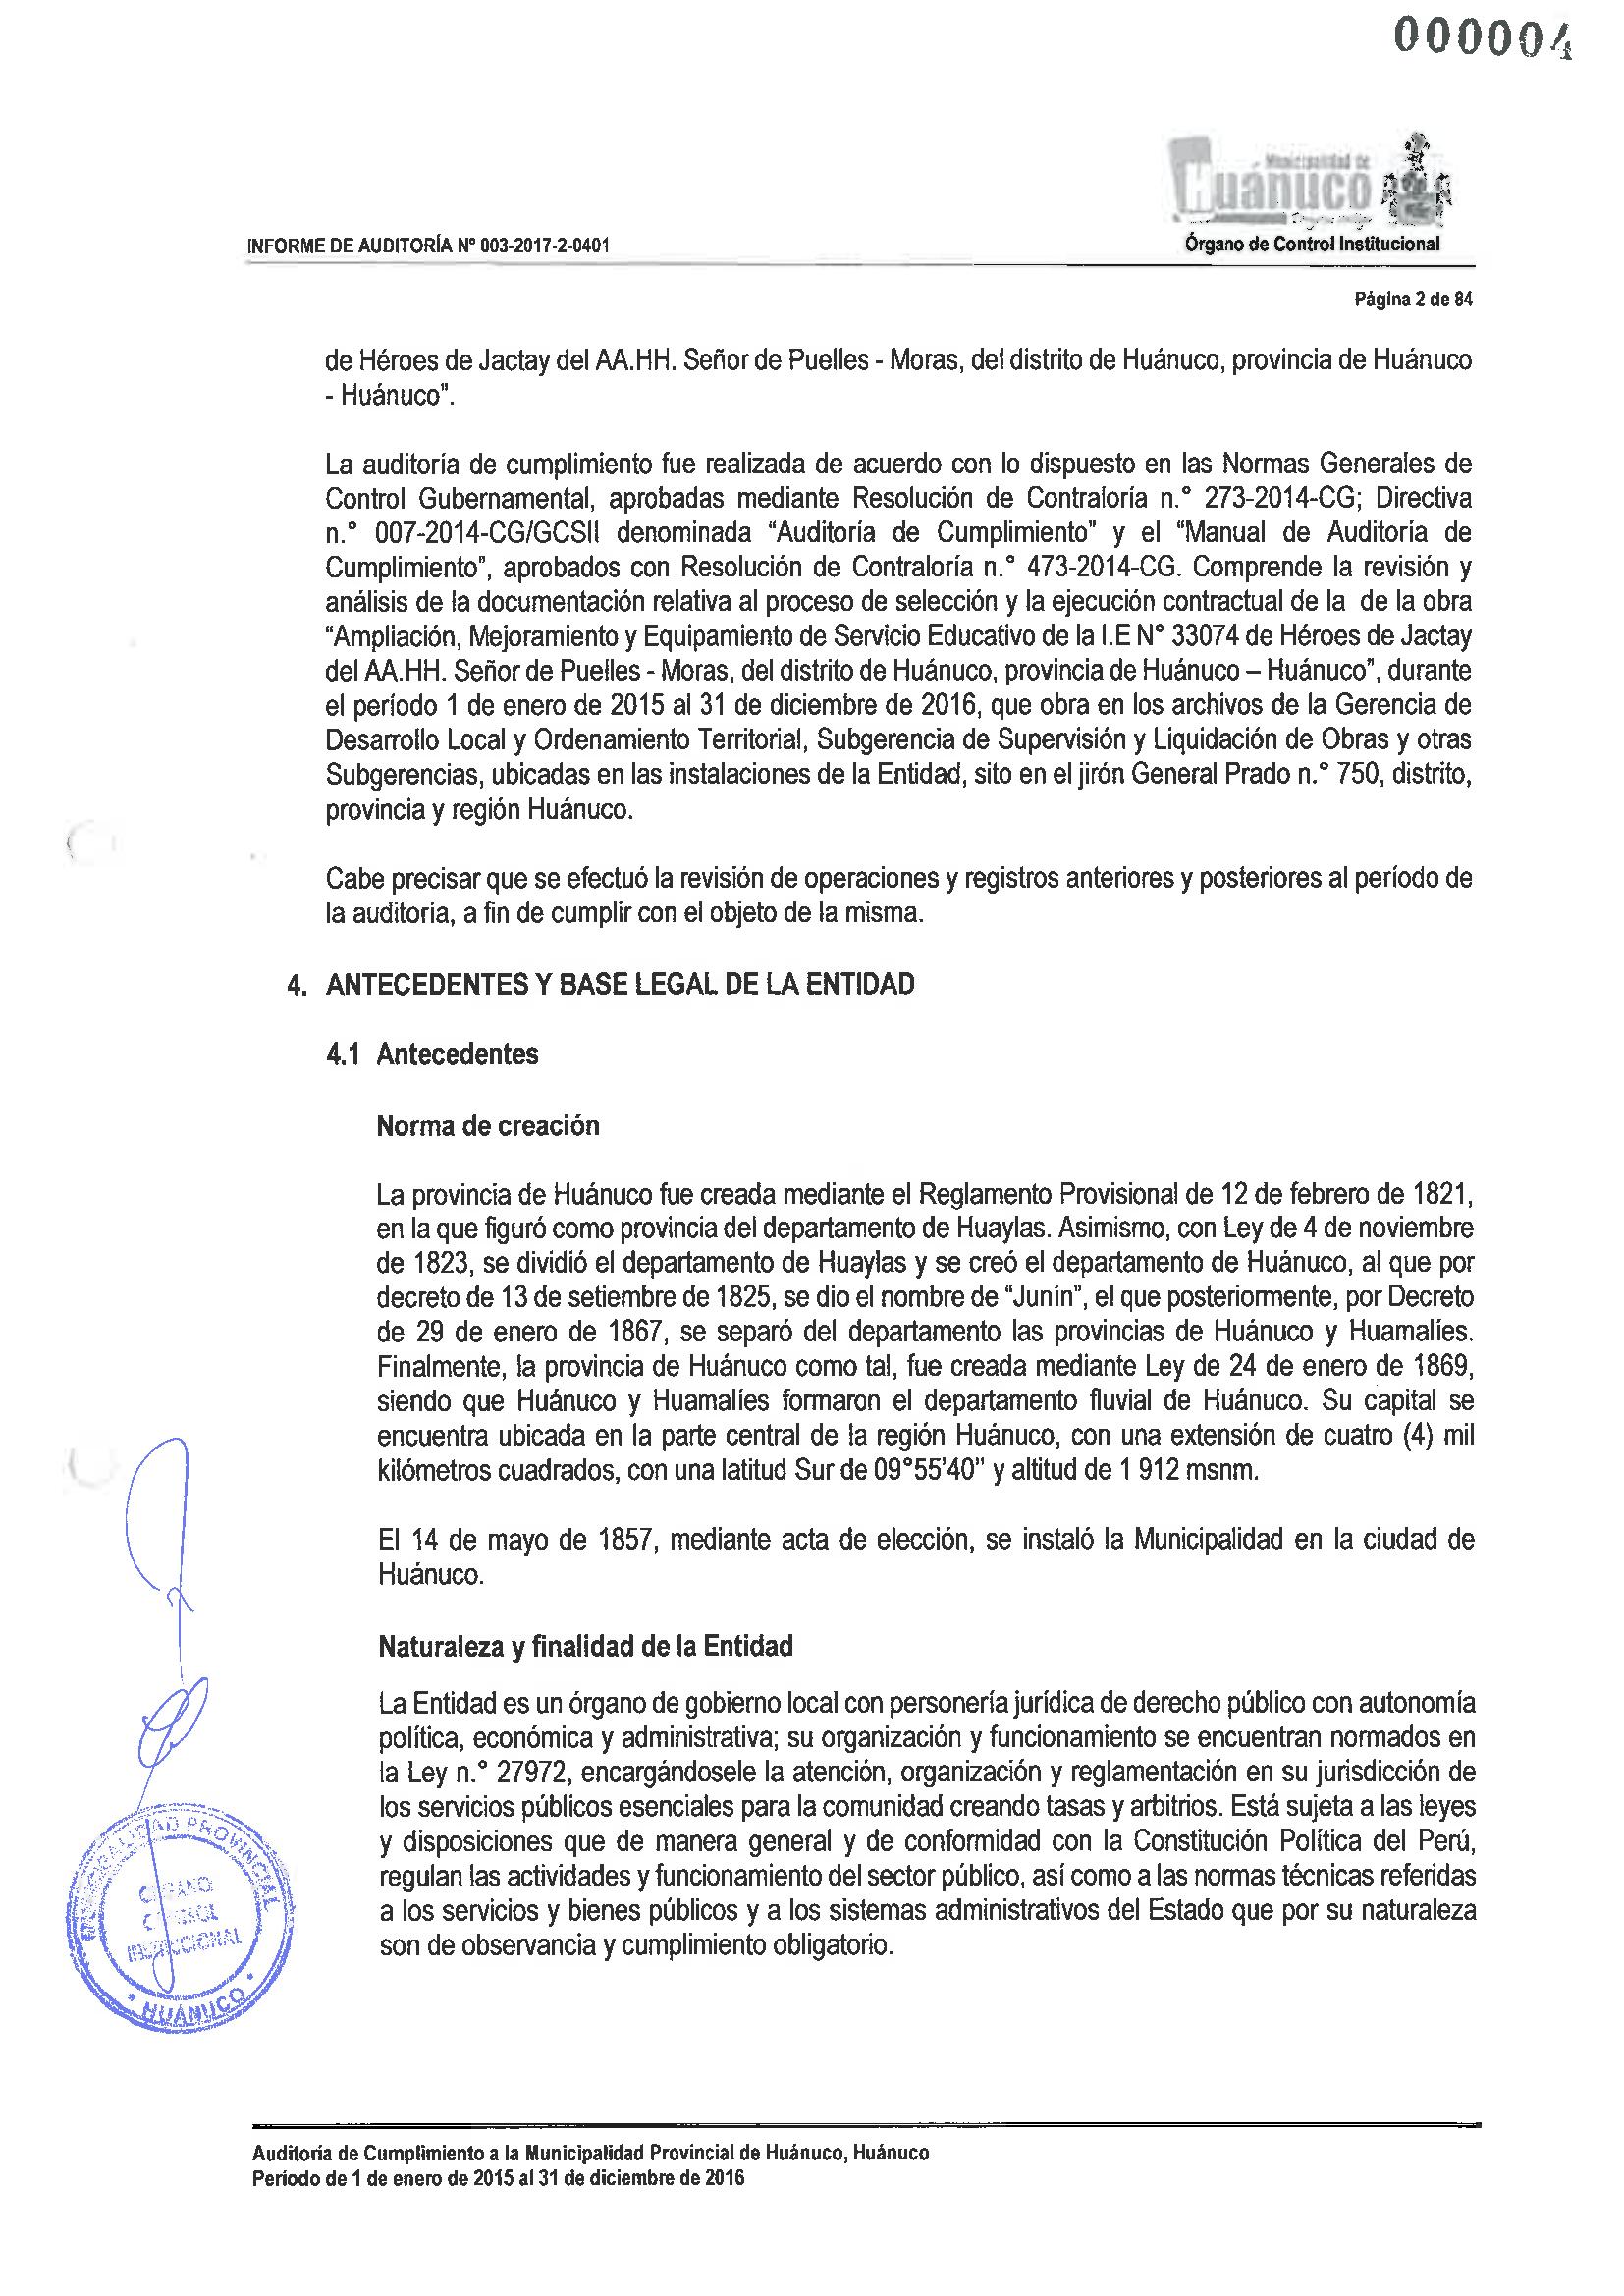 000004
Municipalidad de
Huánuco
INFORME DE AUDITORÍA Nº 003-2017-2-0401
Órgano de Control Institucional
Página 2 de 84
de Héroes de Jactay del AA.HH. Señor de Puelles - Moras, del distrito de Huánuco, provincia de Huánuco
- Huánuco".
La auditoría de cumplimiento fue realizada de acuerdo con lo dispuesto en las Normas Generales de
Control Gubernamental, aprobadas mediante Resolución de Contraloría n.° 273-2014-CG; Directiva
n.° 007-2014-CG/GCSII denominada "Auditoría de Cumplimiento" y el "Manual de Auditoría de
Cumplimiento", aprobados con Resolución de Contraloría n.° 473-2014-CG. Comprende la revisión y
análisis de la documentación relativa al proceso de selección y la ejecución contractual de la de la obra
"Ampliación, Mejoramiento y Equipamiento de Servicio Educativo de la I.E N° 33074 de Héroes de Jactay
del AA.HH. Señor de Puelles - Moras, del distrito de Huánuco, provincia de Huánuco – Huánuco", durante
el período 1 de enero de 2015 al 31 de diciembre de 2016, que obra en los archivos de la Gerencia de
Desarrollo Local y Ordenamiento Territorial, Subgerencia de Supervisión y Liquidación de Obras y otras
Subgerencias, ubicadas en las instalaciones de la Entidad, sito en el jirón General Prado n.° 750, distrito,
provincia y región Huánuco.
Cabe precisar que se efectuó la revisión de operaciones y registros anteriores y posteriores al período de
la auditoría, a fin de cumplir con el objeto de la misma.
4. ANTECEDENTES Y BASE LEGAL DE LA ENTIDAD
4.1 Antecedentes
Norma de creación
La provincia de Huánuco fue creada mediante el Reglamento Provisional de 12 de febrero de 1821,
en la que figuró como provincia del departamento de Huaylas. Asimismo, con Ley de 4 de noviembre
de 1823, se dividió el departamento de Huaylas y se creó el departamento de Huánuco, al que por
decreto de 13 de setiembre de 1825, se dio el nombre de "Junín", el que posteriormente, por Decreto
de 29 de enero de 1867, se separó del departamento las provincias de Huánuco y Huamalíes.
Finalmente, la provincia de Huánuco como tal, fue creada mediante Ley de 24 de enero de 1869,
siendo que Huánuco y Huamalíes formaron el departamento fluvial de Huánuco. Su capital se
encuentra ubicada en la parte central de la región Huánuco, con una extensión de cuatro (4) mil
kilómetros cuadrados, con una latitud Sur de 09°55'40" y altitud de 1 912 msnm.
El 14 de mayo de 1857, mediante acta de elección, se instaló la Municipalidad en la ciudad de
Huánuco.
Naturaleza y finalidad de la Entidad
La Entidad es un órgano de gobierno local con personería jurídica de derecho público con autonomía
política, económica y administrativa; su organización y funcionamiento se encuentran normados en
la Ley n.° 27972, encargándosele la atención, organización y reglamentación en su jurisdicción de
los servicios públicos esenciales para la comunidad creando tasas y arbitrios. Está sujeta a las leyes
y disposiciones que de manera general y de conformidad con la Constitución Política del Perú,
regulan las actividades y funcionamiento del sector público, así como a las normas técnicas referidas
a los servicios y bienes públicos y a los sistemas administrativos del Estado que por su naturaleza
son de observancia y cumplimiento obligatorio.
MUNICIPALIDAD PROVINCIAL
ORGANO
CONTROL
INSTITUCIONAL
* HUÁNUCO *
Auditoría de Cumplimiento a la Municipalidad Provincial de Huánuco, Huánuco
Período de 1 de enero de 2015 al 31 de diciembre de 2016